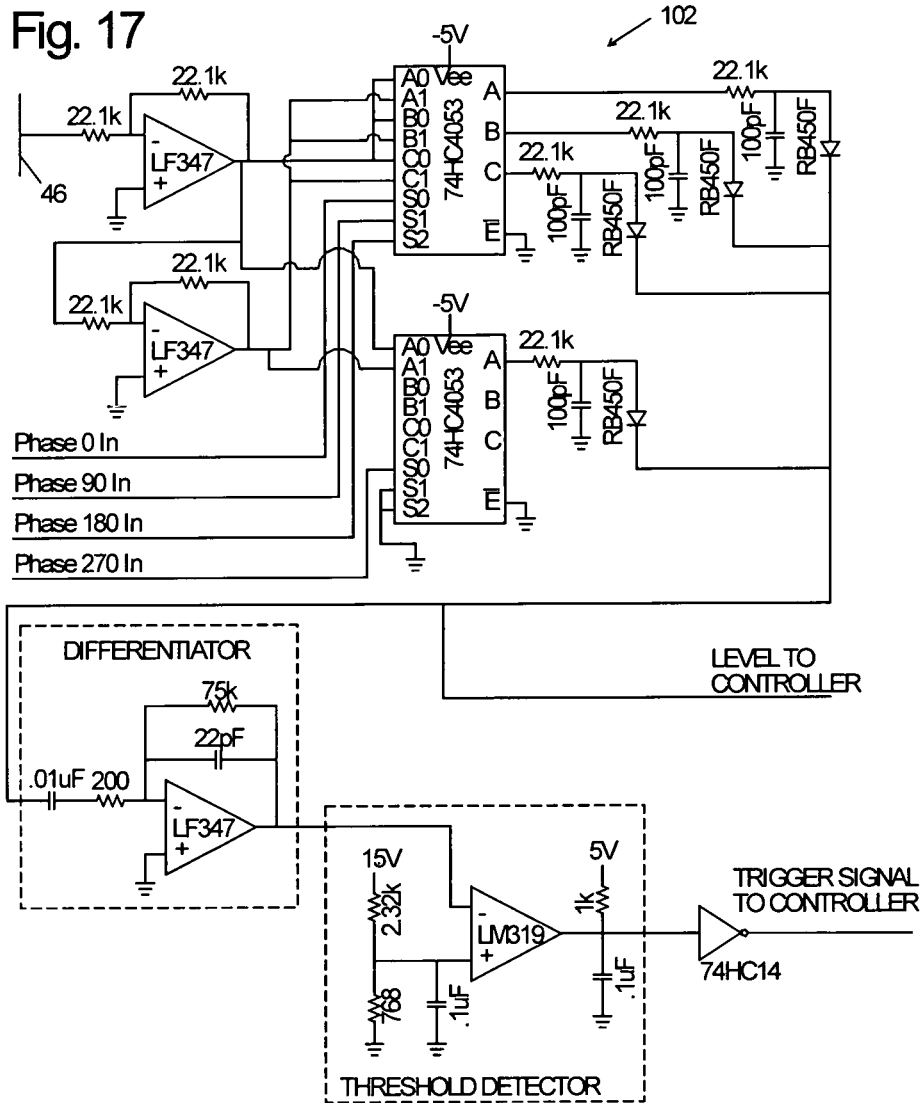 Fig. 17
102
-5V
22.1k
22.1k
LF347
-
+
46
A0 Vee
A1
B0
B1
C0
C1
S0
S1
S2
A
B
C
E
74HC4053
22.1k
22.1k
22.1k
100pF
100pF
100pF
RB450F
RB450F
RB450F
22.1k
22.1k
LF347
-
+
-5V
A0 Vee
A1
B0
B1
C0
C1
S0
S1
S2
A
B
C
E
74HC4053
22.1k
100pF
RB450F
Phase 0 In
Phase 90 In
Phase 180 In
Phase 270 In
DIFFERENTIATOR
75k
22pF
.01uF 200
LF347
-
+
LEVEL TO
CONTROLLER
15V
2.32k
768
.1uF
LM319
-
+
5V
1k
.1uF
TRIGGER SIGNAL
TO CONTROLLER
74HC14
THRESHOLD DETECTOR